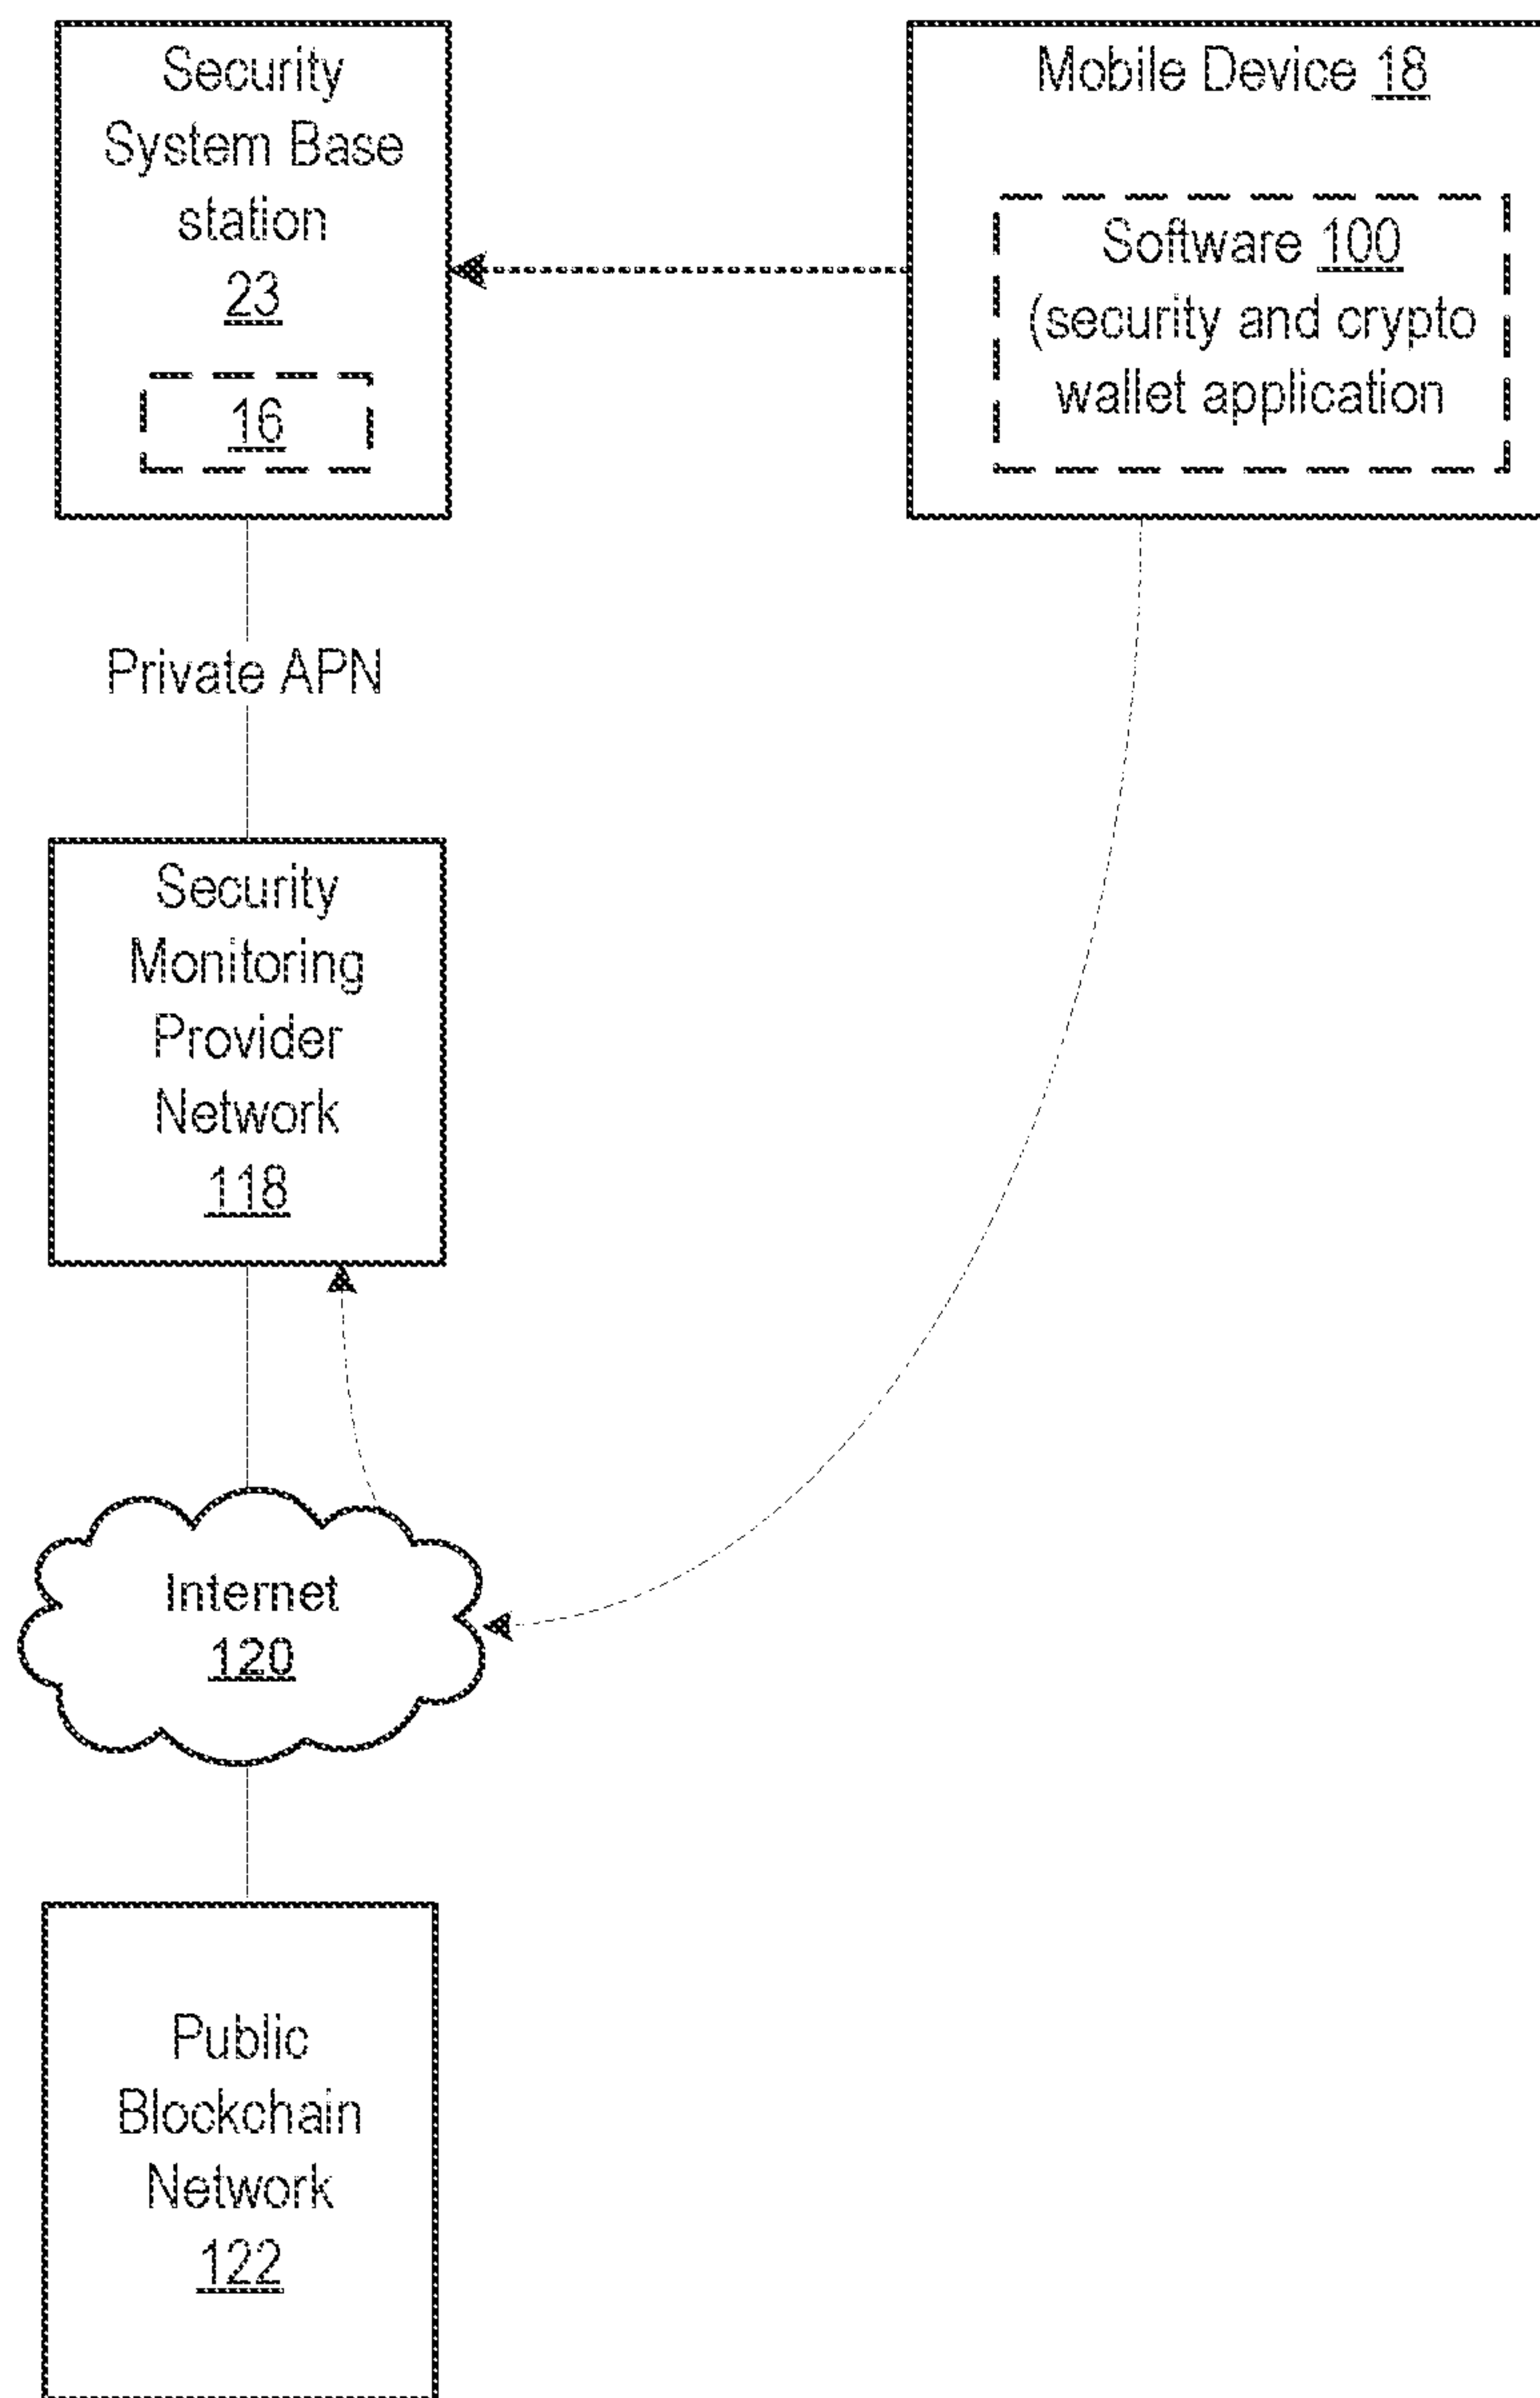 Security
System Base
station
23
16
Mobile Device 18
Software 100
(security and crypto
wallet application
Private APN
Security
Monitoring
Provider
Network
118
Internet
120
Public
Blockchain
Network
122